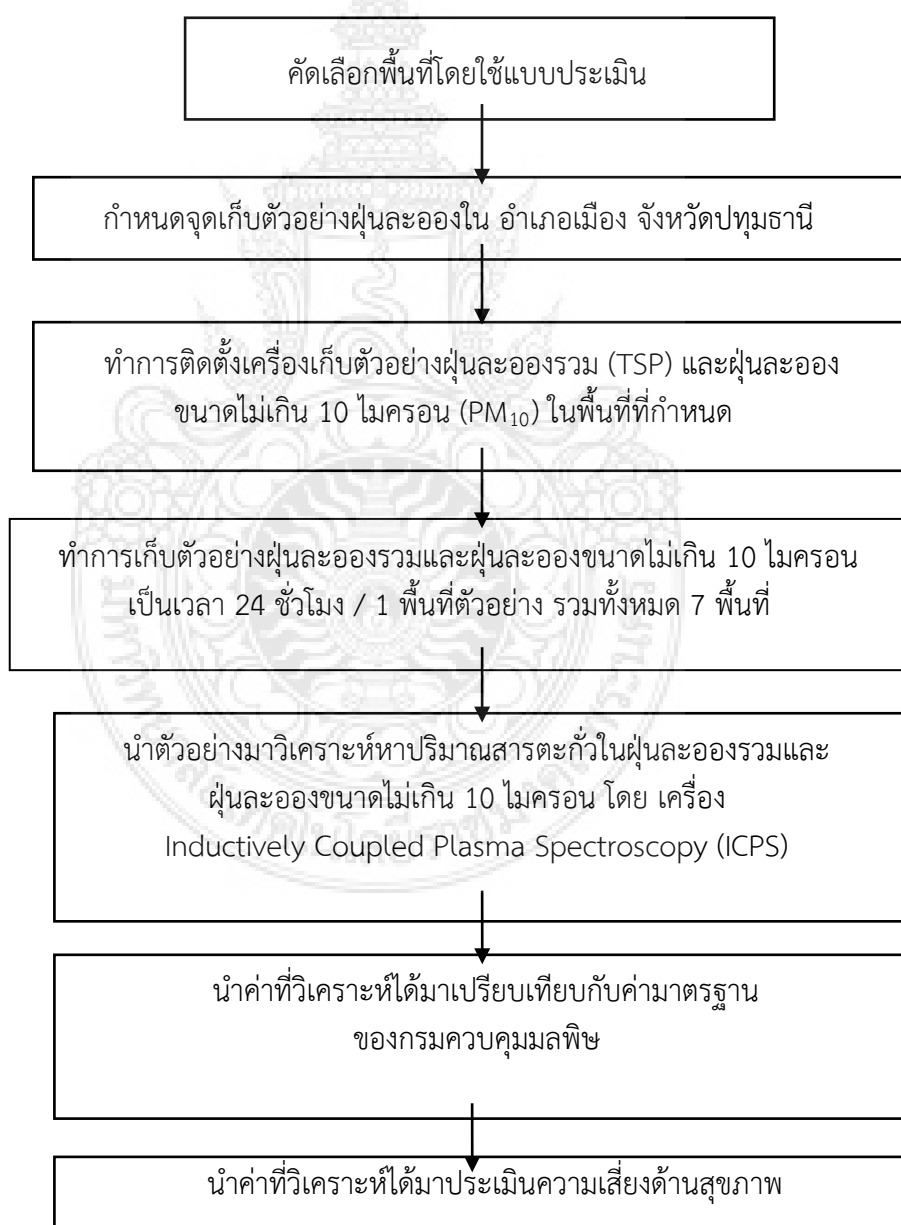 คัดเลือกพื้นที่โดยใช้แบบประเมิน
กำหนดจุดเก็บตัวอย่างฝุ่นละอองใน อำเภอเมือง จังหวัดปทุมธานี
ทำการติดตั้งเครื่องเก็บตัวอย่างฝุ่นละอองรวม (TSP) และฝุ่นละออง
ขนาดไม่เกิน 10 ไมครอน (PM₁₀) ในพื้นที่ที่กำหนด
ทำการเก็บตัวอย่างฝุ่นละอองรวมและฝุ่นละอองขนาดไม่เกิน 10 ไมครอน
เป็นเวลา 24 ชั่วโมง / 1 พื้นที่ตัวอย่าง รวมทั้งหมด 7 พื้นที่
นำตัวอย่างมาวิเคราะห์หาปริมาณสารตะกั่วในฝุ่นละอองรวมและ
ฝุ่นละอองขนาดไม่เกิน 10 ไมครอน โดย เครื่อง
Inductively Coupled Plasma Spectroscopy (ICPS)
นำค่าที่วิเคราะห์ได้มาเปรียบเทียบกับค่ามาตรฐาน
ของกรมควบคุมมลพิษ
นำค่าที่วิเคราะห์ได้มาประเมินความเสี่ยงด้านสุขภาพ